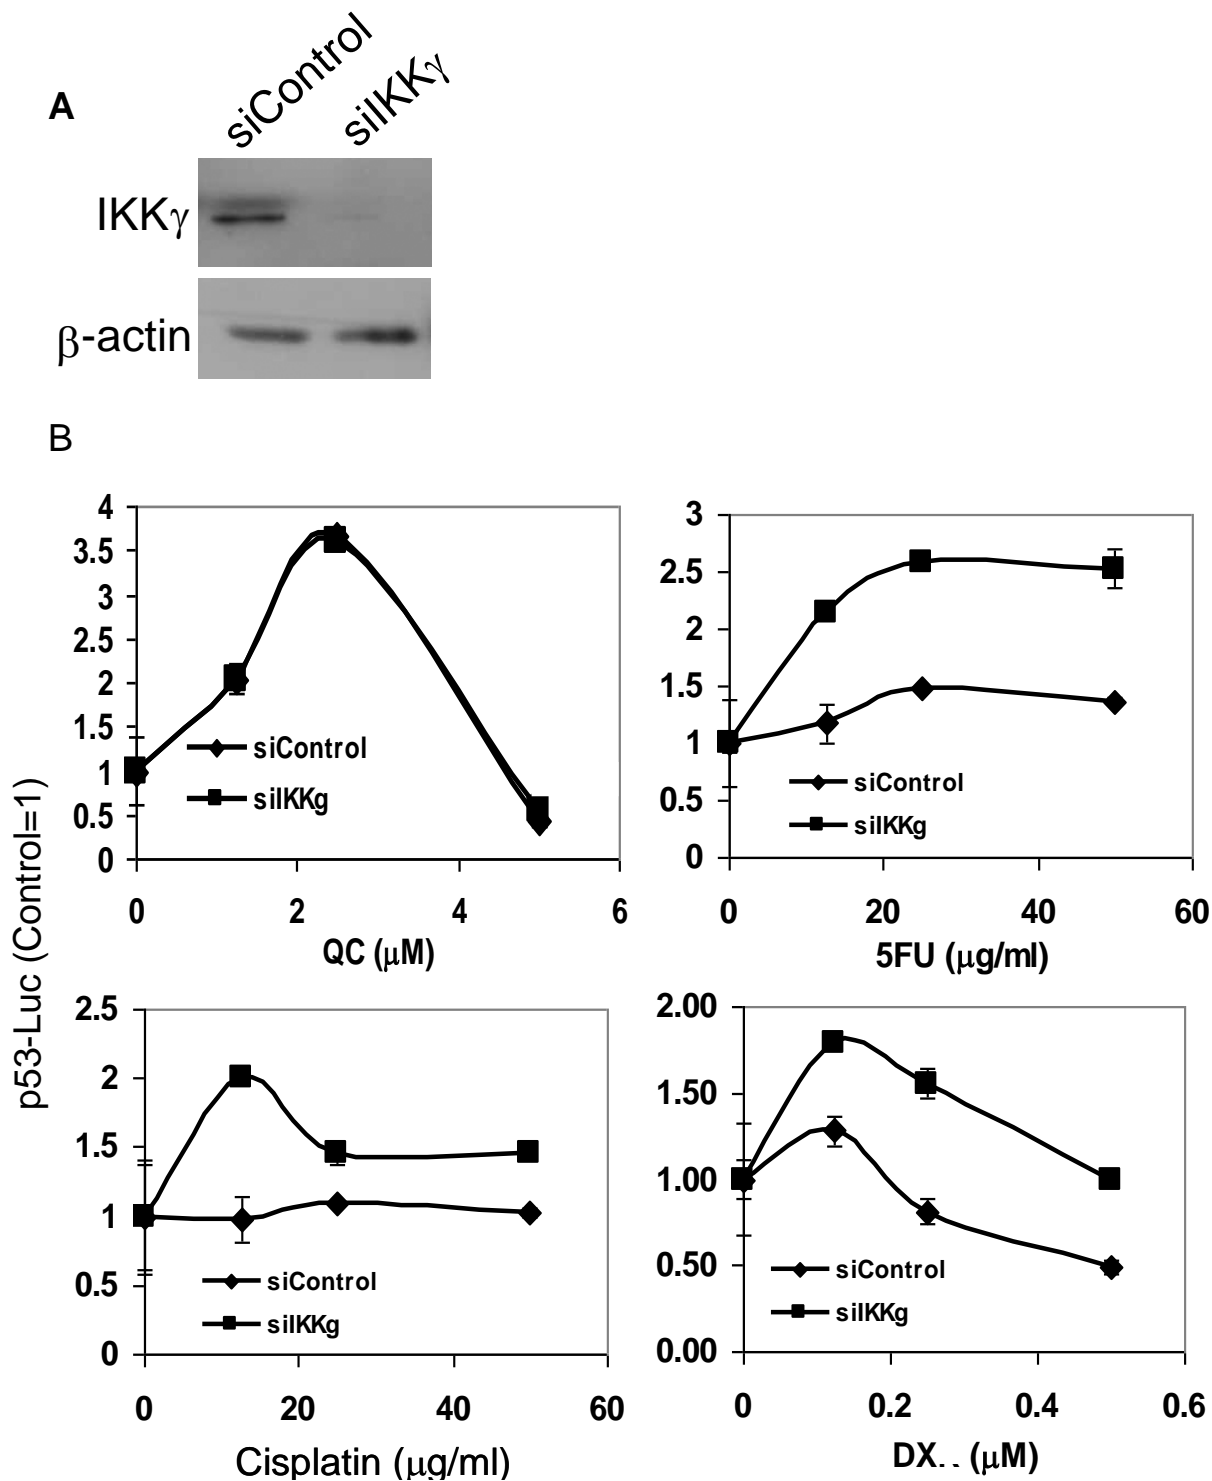 A
siControl
siIKKγ
IKKγ
β-actin
B
p53-Luc (Control=1)
4
3.5
3
2.5
2
1.5
1
0.5
0
0 2 4 6
QC (μM)
siControl
siIKKg
3
2.5
2
1.5
1
0.5
0
0 20 40 60
5FU (μg/ml)
siControl
siIKKg
2.5
2
1.5
1
0.5
0
0 20 40 60
Cisplatin (μg/ml)
siControl
siIKKg
2.00
1.50
1.00
0.50
0.00
0 0.2 0.4 0.6
(μM)
siControl
siIKKg